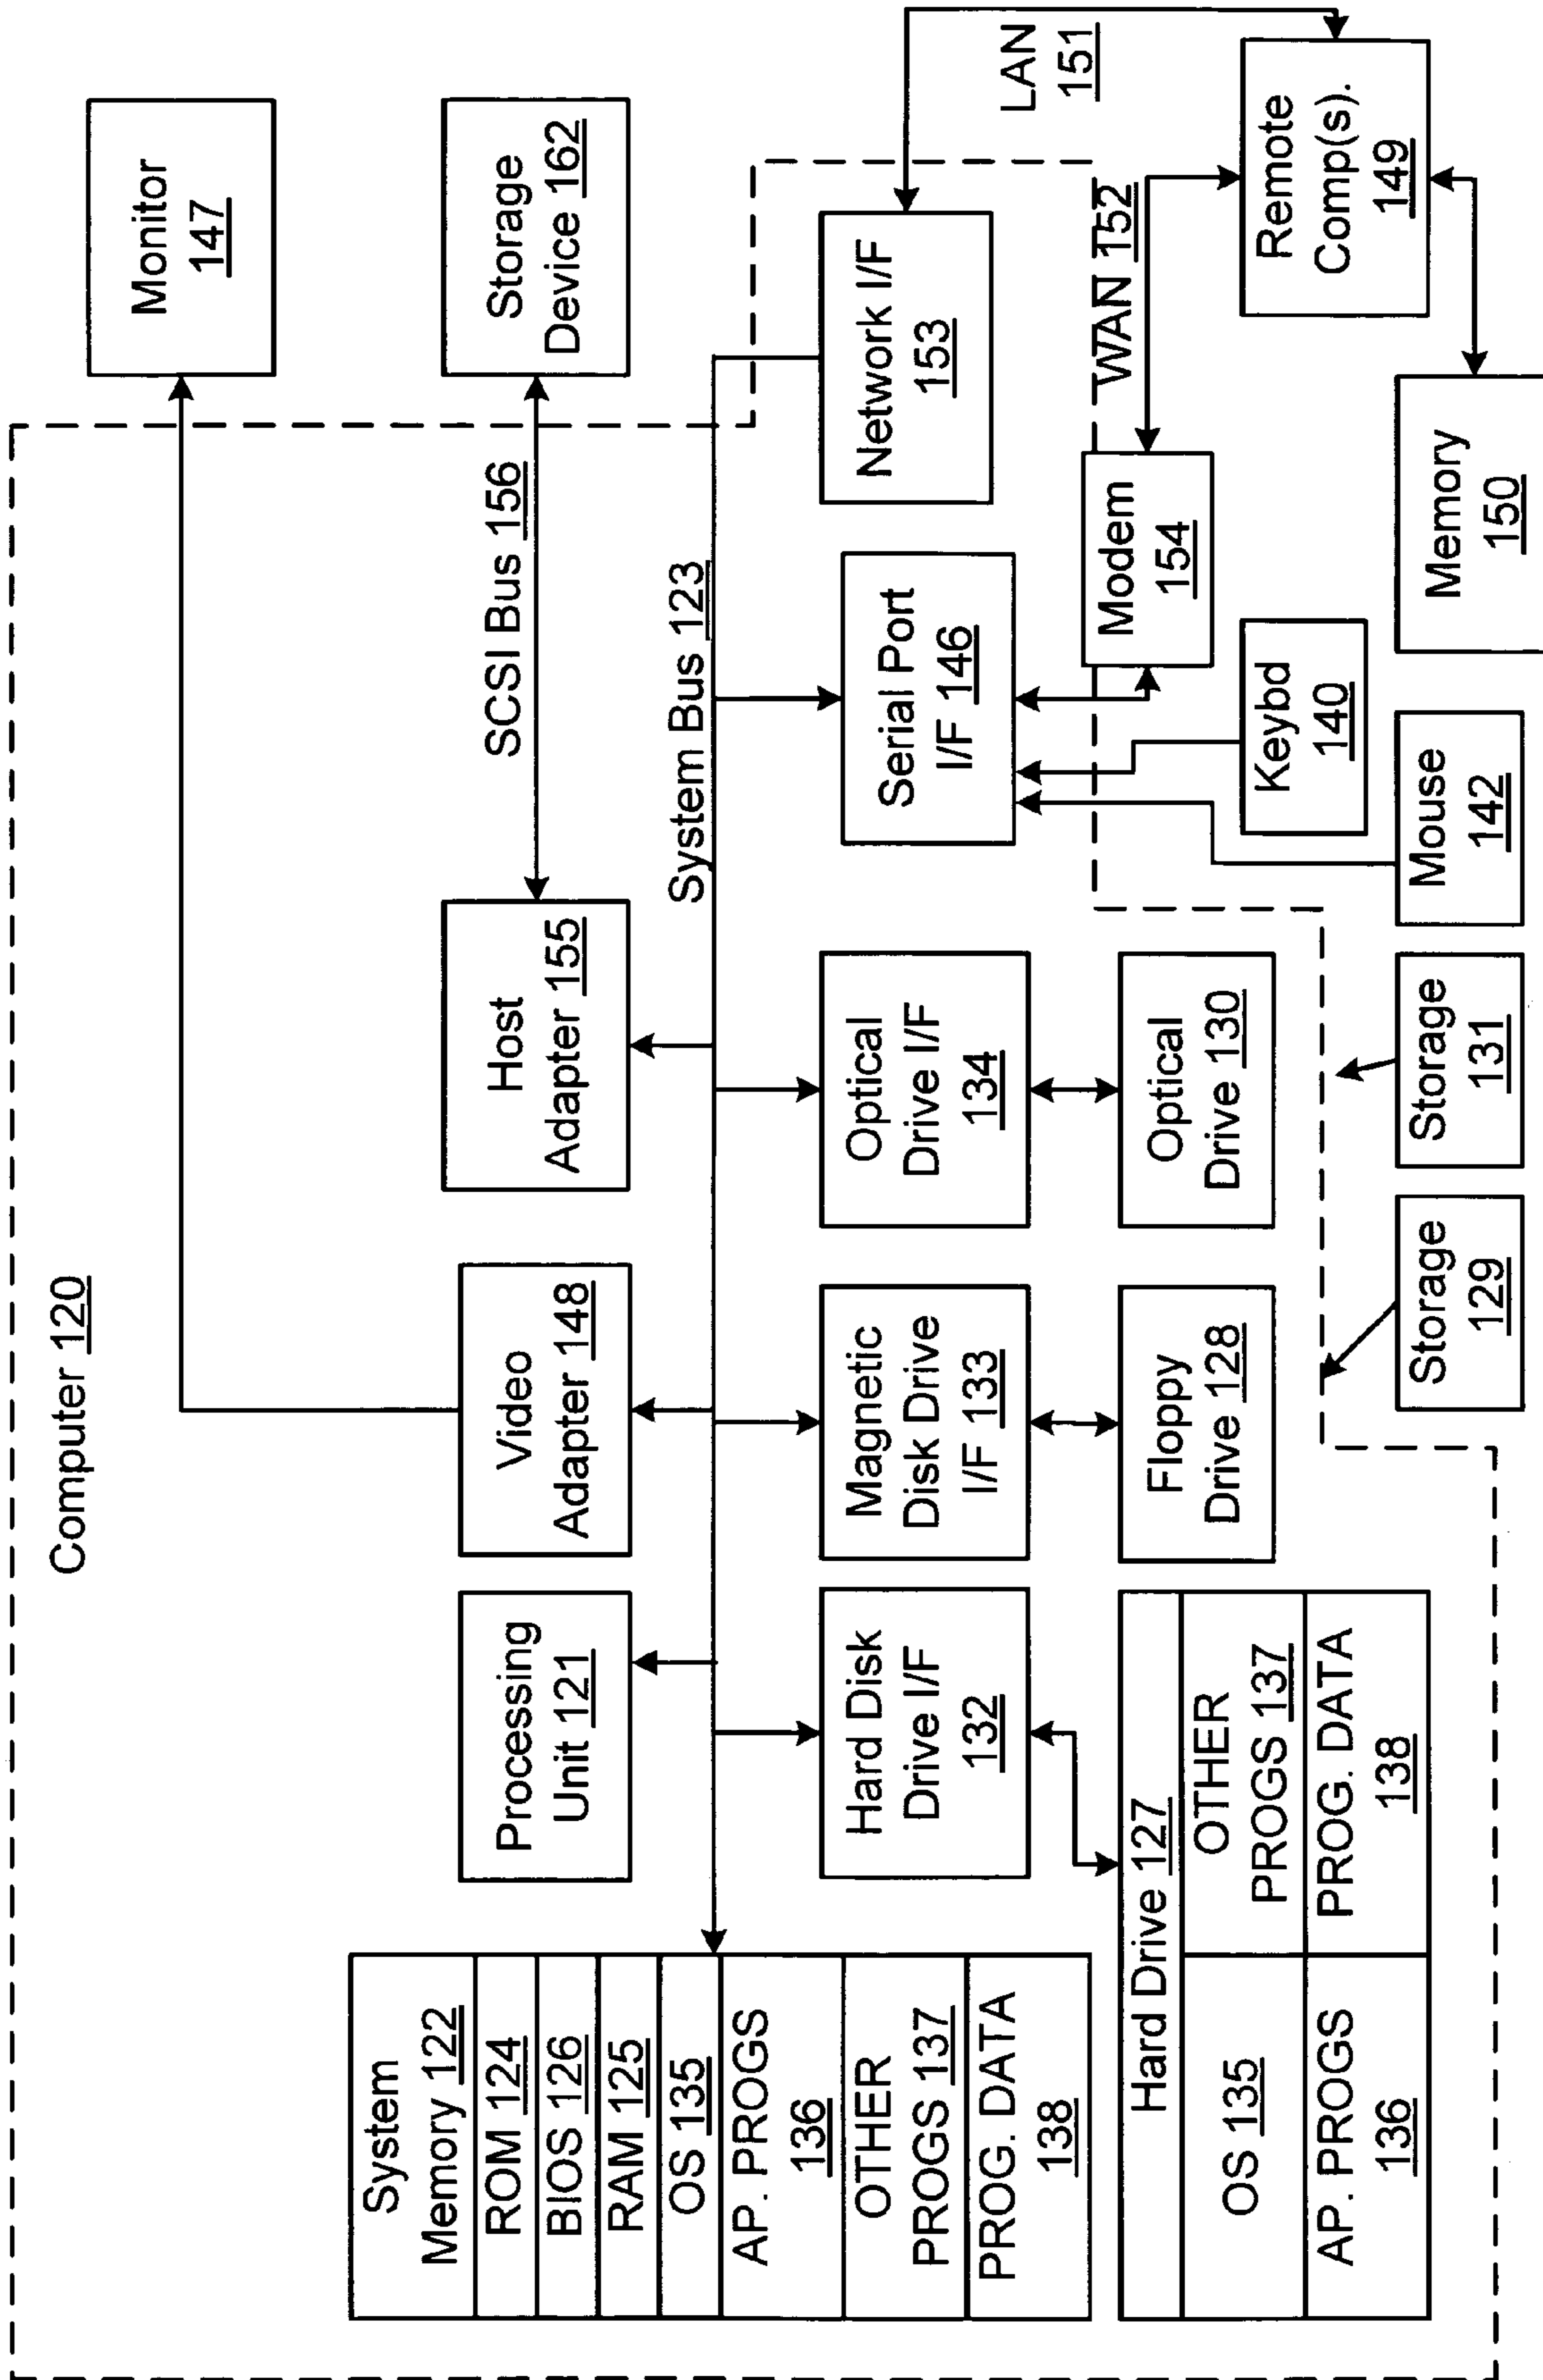 Computer 120
Monitor
147
Storage
Device 162
SCSI Bus 156
System
Memory 122
ROM 124
BIOS 126
RAM 125
OS 135
AP. PROGS
136
OTHER
PROGS 137
PROG. DATA
138
Processing
Unit 121
Video
Adapter 148
Host
Adapter 155
System Bus 123
Hard Disk
Drive I/F
132
Magnetic
Disk Drive
I/F 133
Optical
Drive I/F
134
Serial Port
I/F 146
Network I/F
153
LAN
151
Hard Drive 127
OS 135
OTHER
PROGS 137
AP. PROGS
136
PROG. DATA
138
Floppy
Drive 128
Optical
Drive 130
Modem
154
WAN 152
Keybd
140
Remote
Comp(s).
149
Storage
129
Storage
131
Mouse
142
Memory
150